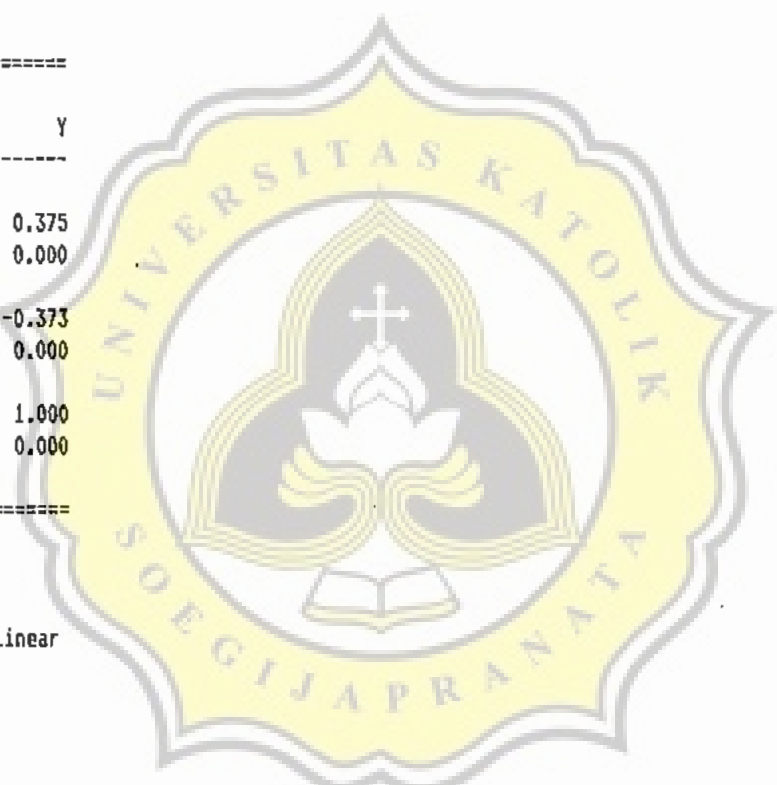 ======
Y
------
0.375
0.000
-0.373
0.000
1.000
0.000
======
Linear
UNIVERSITAS KATOLIK
SOEGIJAPRANATA